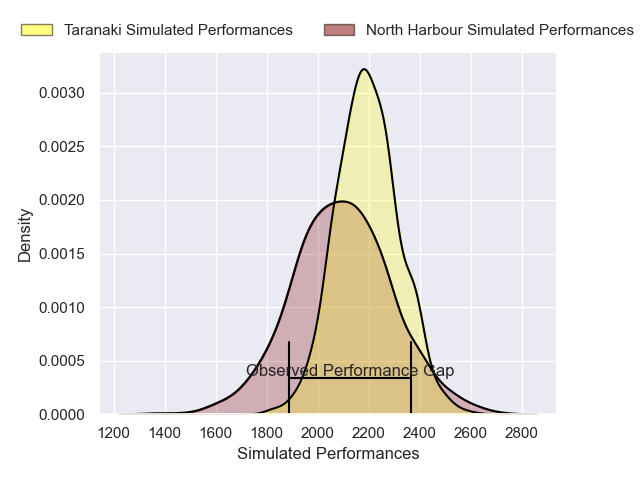 Taranaki Simulated Performances North Harbour Simulated Performances
0.0030
0.0025
0.0020
0.0015
0.0010
0.0005
0.0000
Density
Observed Performance Gap
1200 1400 1600 1800 2000 2200 2400 2600 2800
Simulated Performances